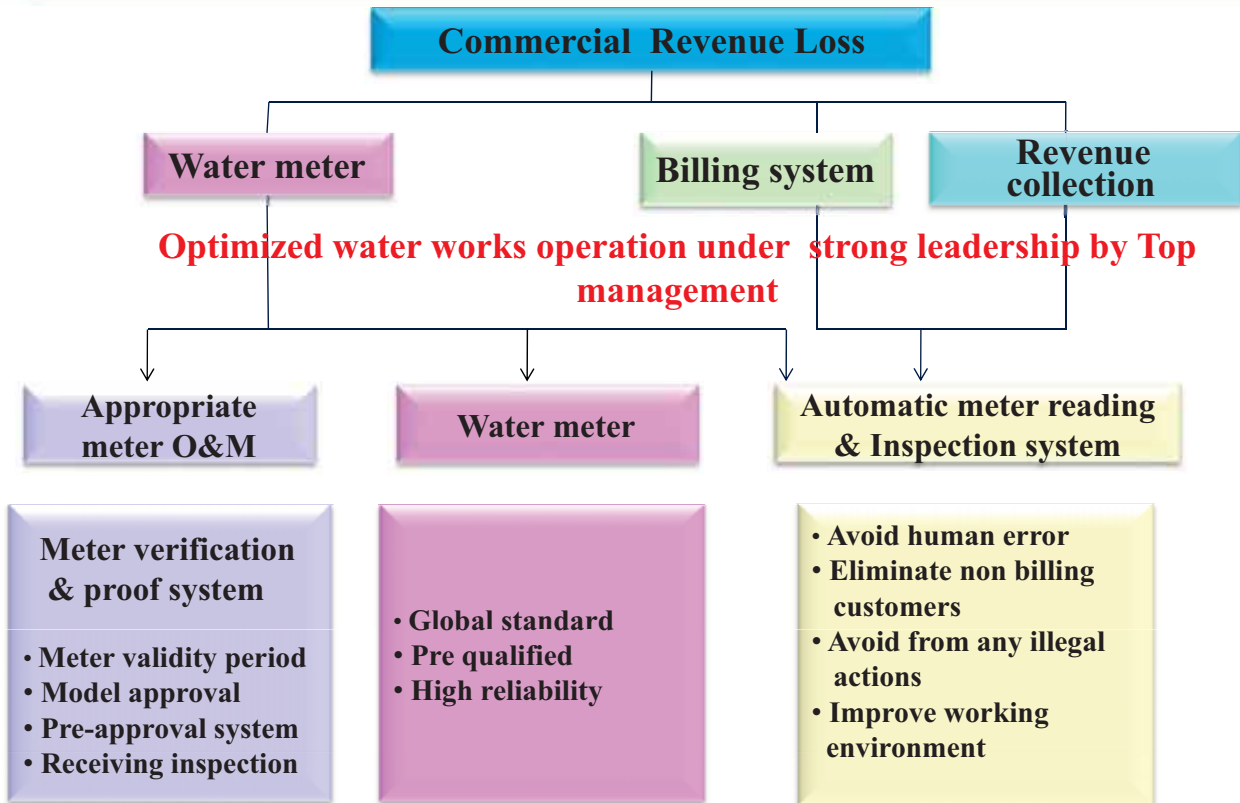 Commercial Revenue Loss
Water meter
Billing system
Revenue
collection
Optimized water works operation under strong leadership by Top
management
Appropriate
meter O&M
Water meter
Automatic meter reading
& Inspection system
Meter verification
& proof system
• Meter validity period
• Model approval
• Pre-approval system
• Receiving inspection
• Global standard
• Pre qualified
• High reliability
• Avoid human error
• Eliminate non billing
customers
• Avoid from any illegal
actions
• Improve working
environment